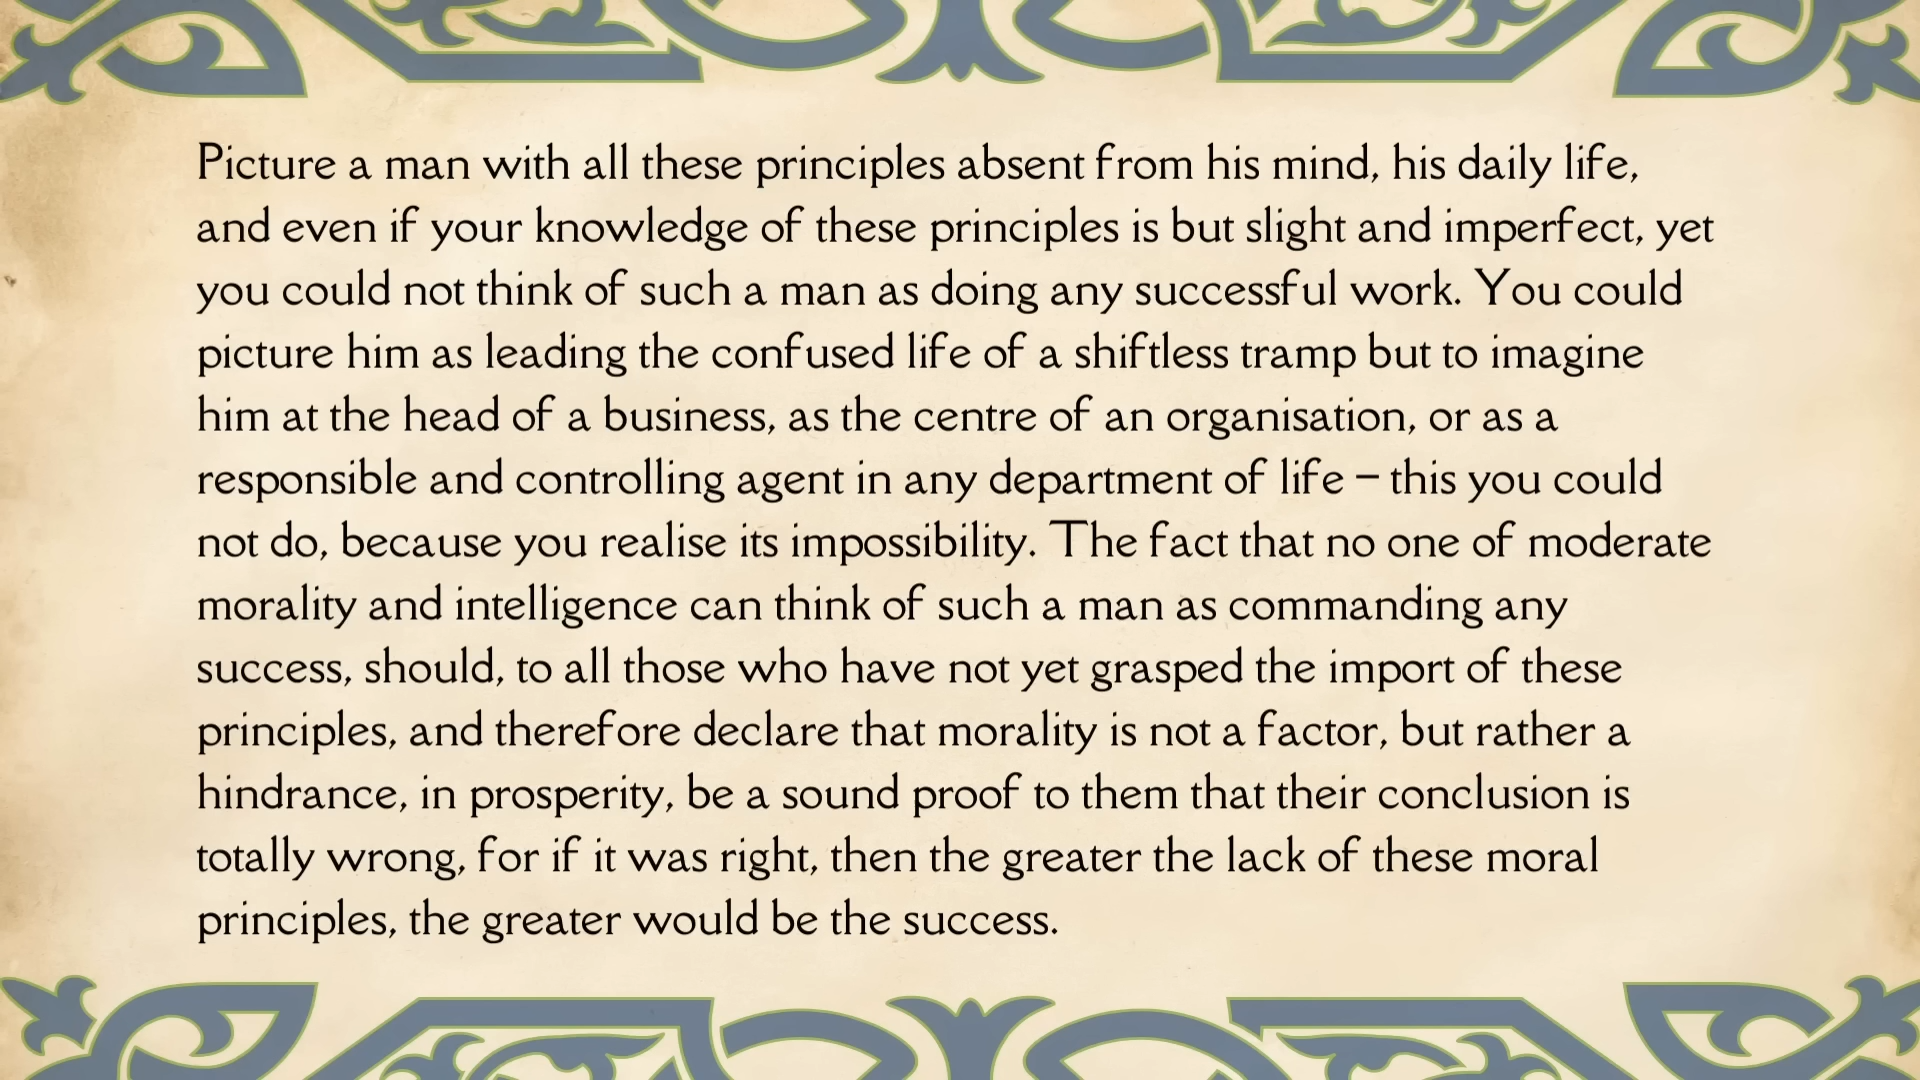 Picture a man with all these principles absent from his mind, his daily life,
and even if your knowledge of these principles is but slight and imperfect, yet
you could not think of such a man as doing any successful work. You could
picture him as leading the confused life of a shiftless tramp but to imagine
him at the head of a business, as the centre of an organisation, or as a
responsible and controlling agent in any department of life – this you could
not do, because you realise its impossibility. The fact that no one of moderate
morality and intelligence can think of such a man as commanding any
success, should, to all those who have not yet grasped the import of these
principles, and therefore declare that morality is not a factor, but rather a
hindrance, in prosperity, be a sound proof to them that their conclusion is
totally wrong, for if it was right, then the greater the lack of these moral
principles, the greater would be the success.